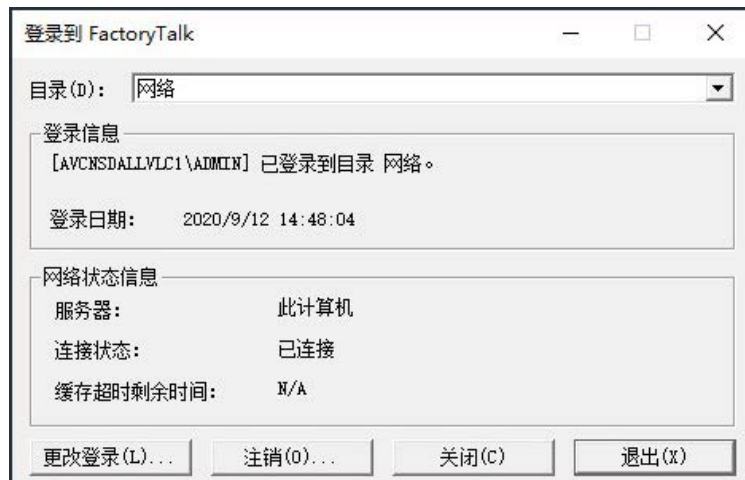 登录到 FactoryTalk
目录(D): 网络
登录信息
[AVCNSDALLVLC1\ADMIN] 已登录到目录 网络。
登录日期: 2020/9/12 14:48:04
网络状态信息
服务器: 此计算机
连接状态: 已连接
缓存超时剩余时间: N/A
更改登录(L)... 注销(O)... 关闭(C) 退出(X)